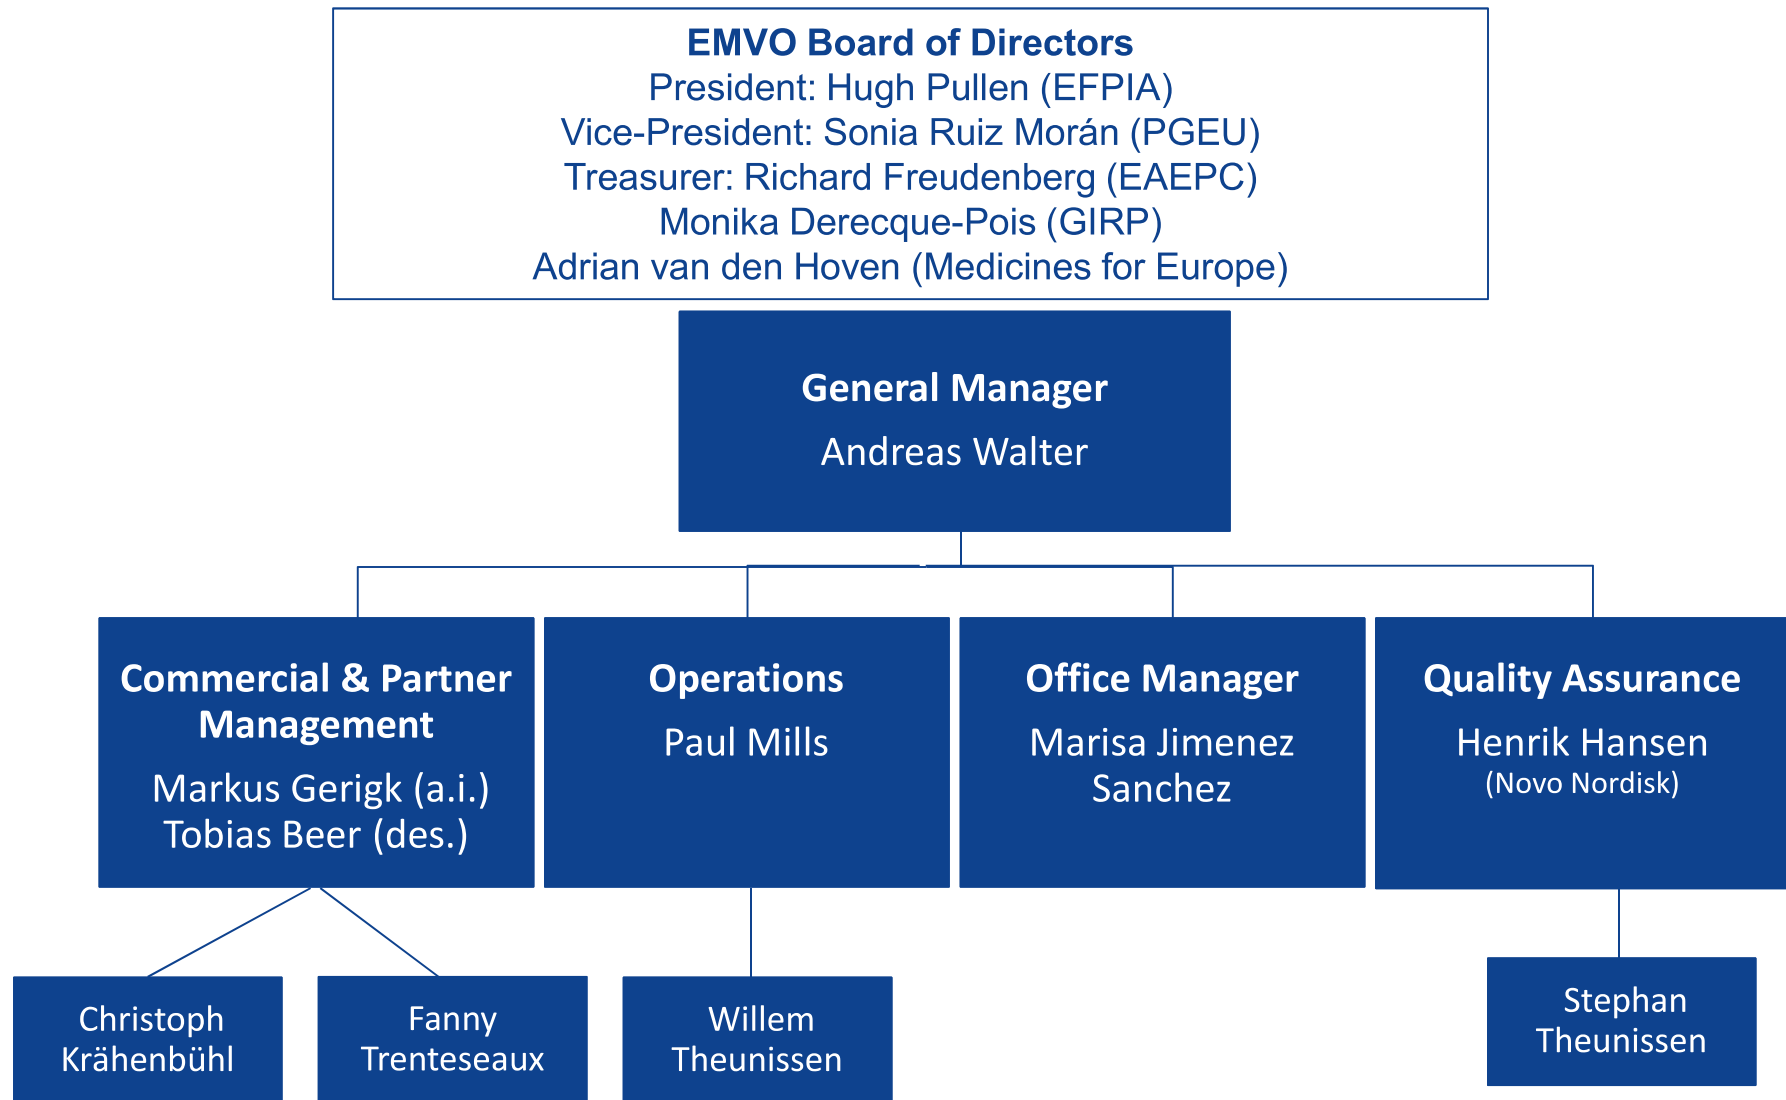 EMVO Board of Directors
President: Hugh Pullen (EFPIA)
Vice-President: Sonia Ruiz Morán (PGEU)
Treasurer: Richard Freudenberg (EAEPC)
Monika Derecque-Pois (GIRP)
Adrian van den Hoven (Medicines for Europe)
General Manager
Andreas Walter
Commercial & Partner
Management
Markus Gerigk (a.i.)
Tobias Beer (des.)
Operations
Paul Mills
Office Manager
Marisa Jimenez
Sanchez
Quality Assurance
Henrik Hansen
(Novo Nordisk)
Christoph
Krähenbühl
Fanny
Trenteseaux
Willem
Theunissen
Stephan
Theunissen